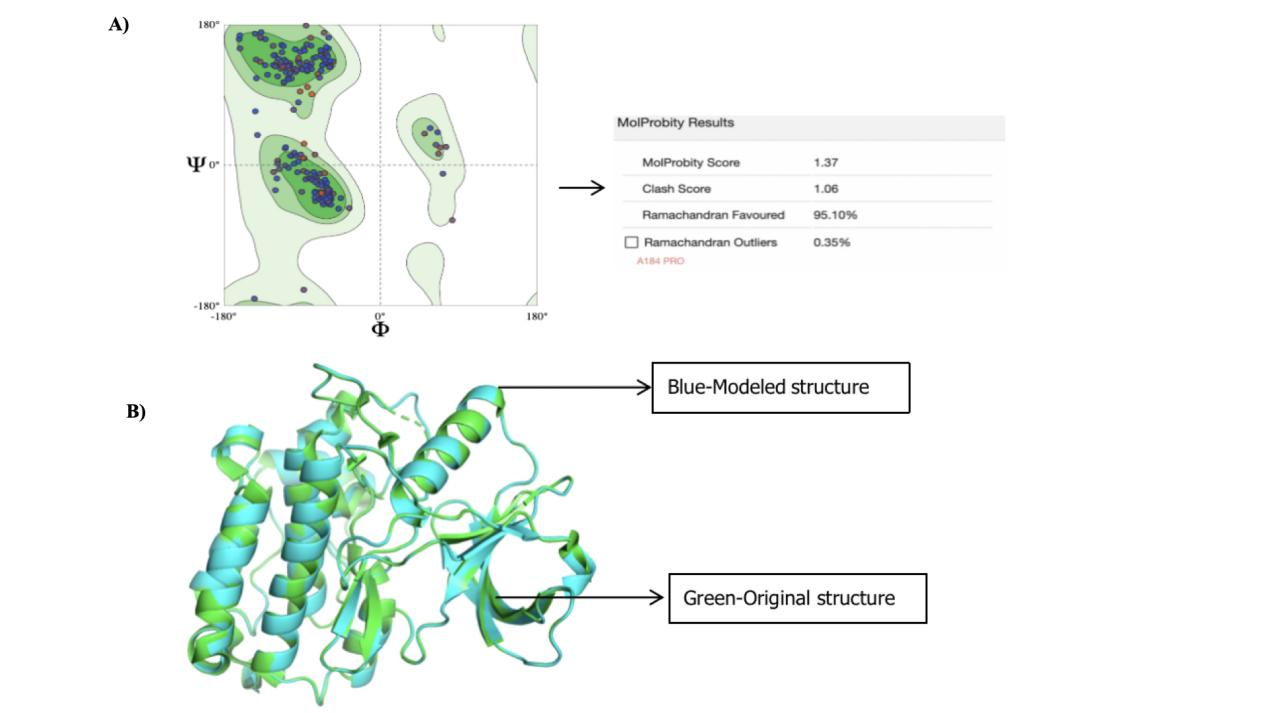 A)
180°
Ψ 0°
-180°
-180° 0° 180°
Φ
MolProbity Results
MolProbity Score 1.37
Clash Score 1.06
Ramachandran Favoured 95.10%
Ramachandran Outliers 0.35%
A184 PRO
B)
Blue-Modeled structure
Green-Original structure